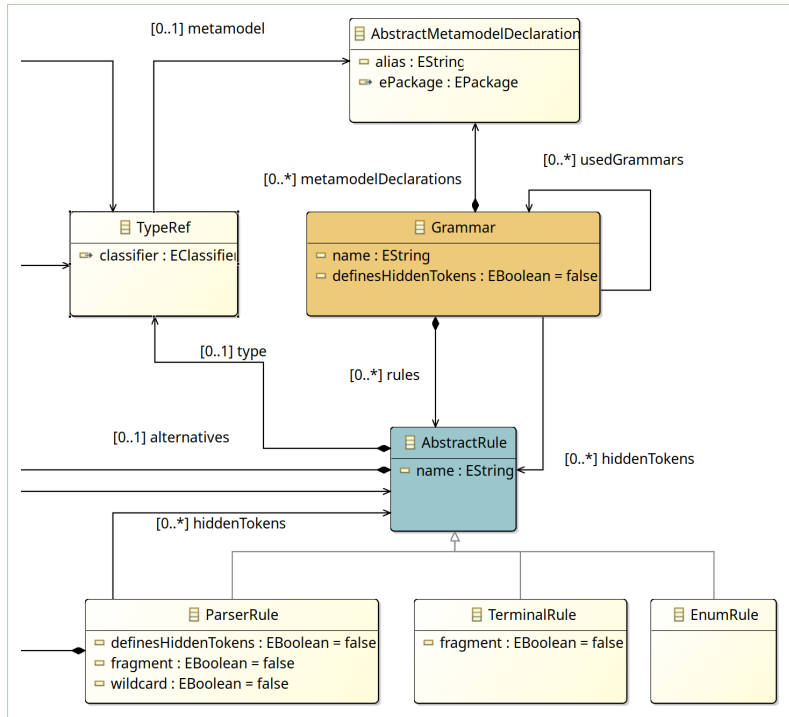 [0..1] metamodel
AbstractMetamodelDeclaration
alias : EString
ePackage : EPackage
[0..*] usedGrammars
[0..*] metamodelDeclarations
TypeRef
classifier : EClassifier
Grammar
name : EString
definesHiddenTokens : EBoolean = false
[0..1] type
[0..*] rules
[0..1] alternatives
AbstractRule
name : EString
[0..*] hiddenTokens
[0..*] hiddenTokens
ParserRule
definesHiddenTokens : EBoolean = false
fragment : EBoolean = false
wildcard : EBoolean = false
TerminalRule
fragment : EBoolean = false
EnumRule